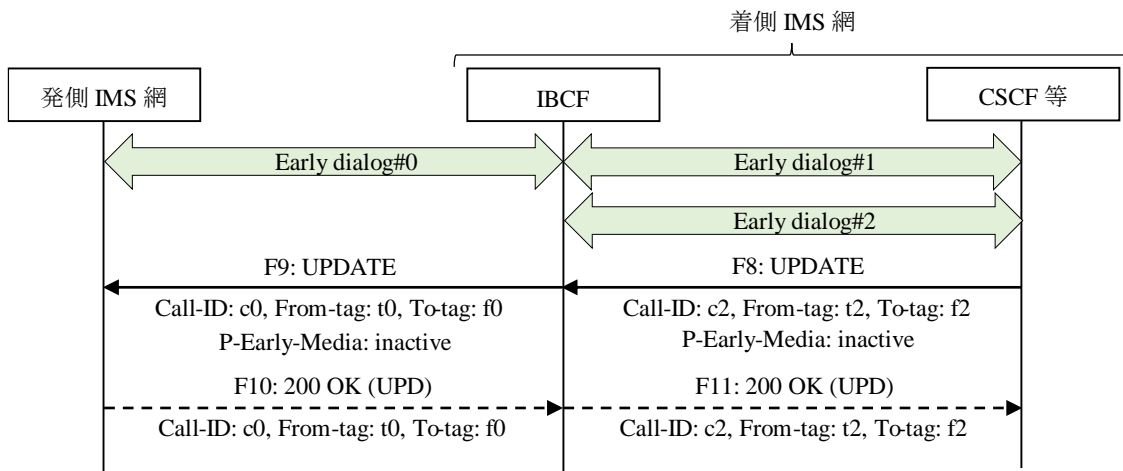 着側 IMS 網
発側 IMS 網
IBCF
CSCF 等
Early dialog#0
Early dialog#1
Early dialog#2
F9: UPDATE
F8: UPDATE
Call-ID: c0, From-tag: t0, To-tag: f0
Call-ID: c2, From-tag: t2, To-tag: f2
P-Early-Media: inactive
P-Early-Media: inactive
F10: 200 OK (UPD)
F11: 200 OK (UPD)
Call-ID: c0, From-tag: t0, To-tag: f0
Call-ID: c2, From-tag: t2, To-tag: f2